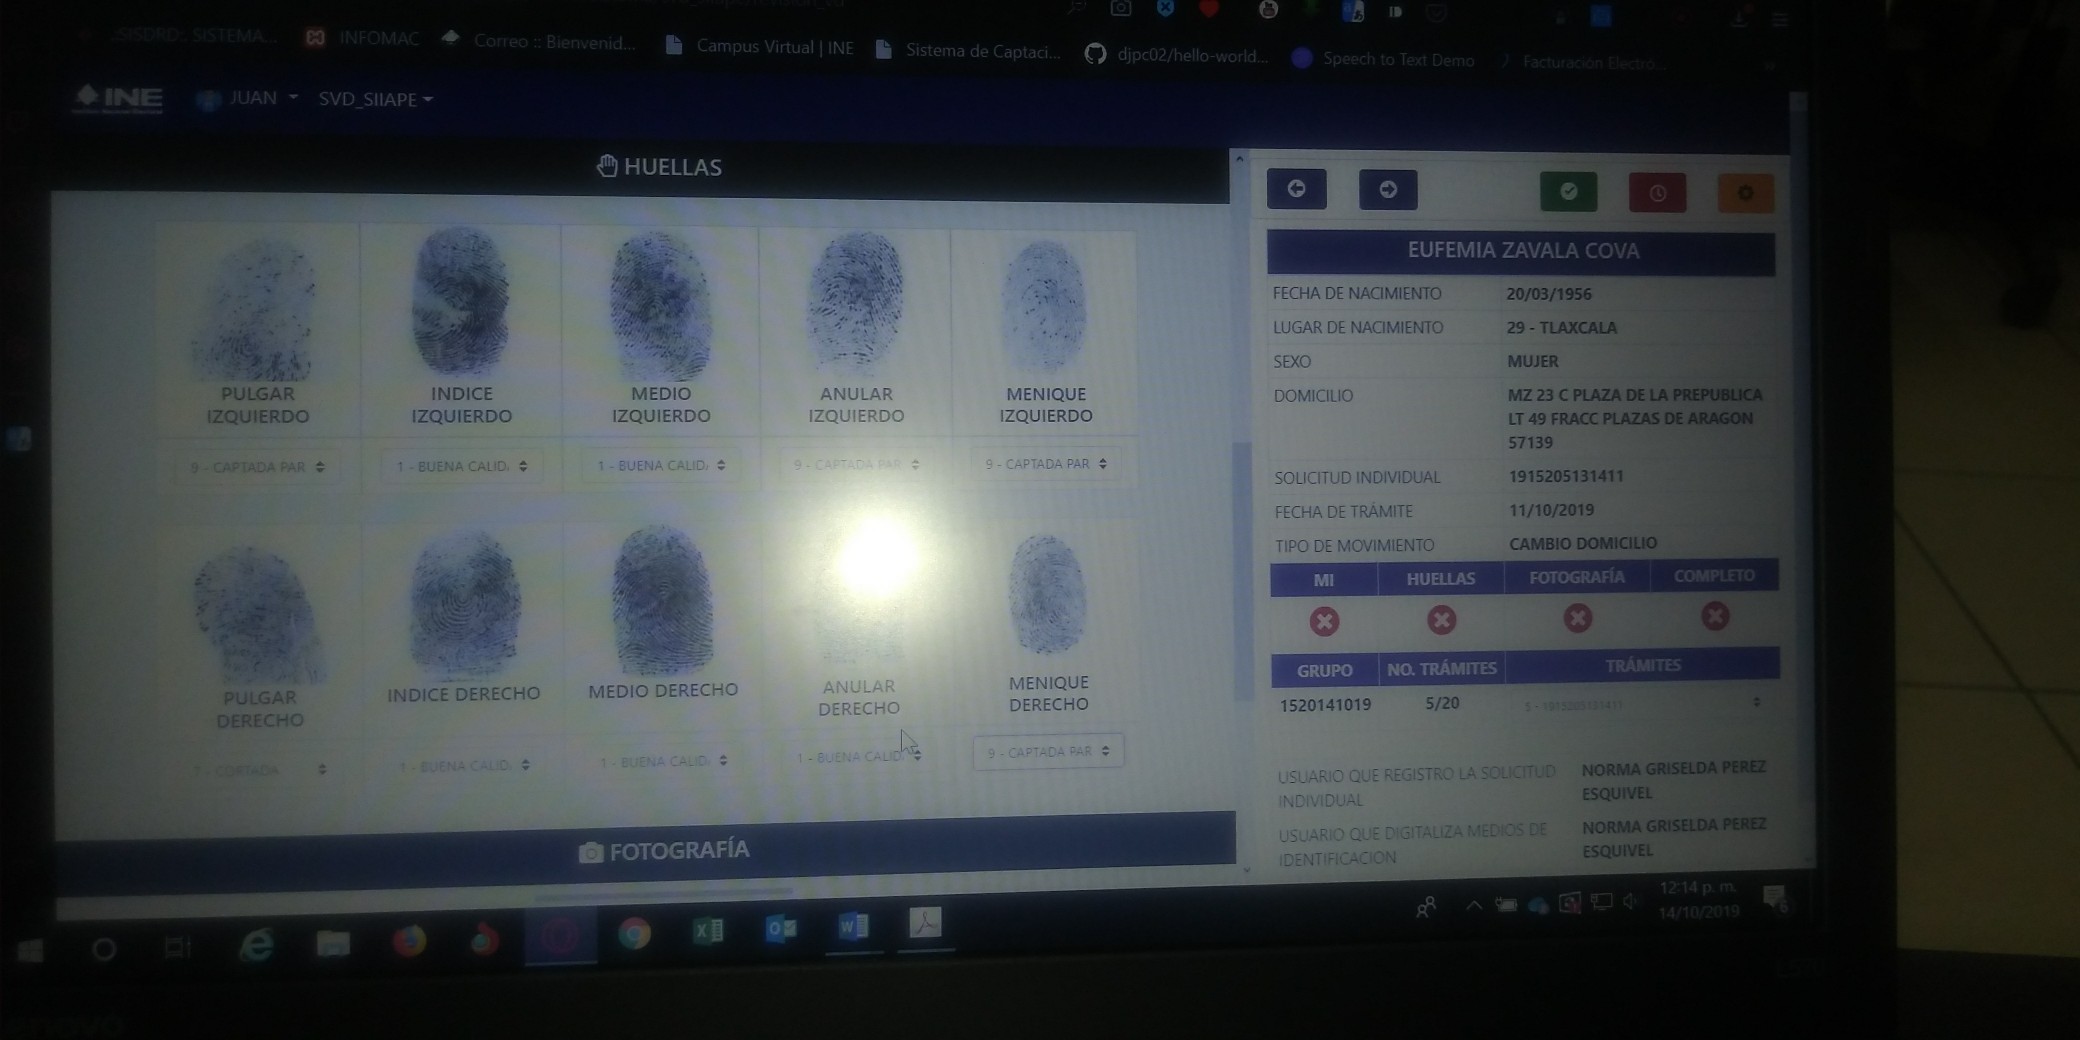 .:SISDRD:. SISTEMA...
INFOMAC
Correo :: Bienvenid...
Campus Virtual | INE
Sistema de Captaci...
djpc02/hello-world...
Speech to Text Demo
Facturación Electró...
INE
JUAN
SVD_SIIAPE
HUELLAS
PULGAR
IZQUIERDO
INDICE
IZQUIERDO
MEDIO
IZQUIERDO
ANULAR
IZQUIERDO
MENIQUE
IZQUIERDO
9 - CAPTADA PAR
1 - BUENA CALID
1 - BUENA CALID
9 - CAPTADA PAR
9 - CAPTADA PAR
PULGAR
DERECHO
INDICE DERECHO
MEDIO DERECHO
ANULAR
DERECHO
MENIQUE
DERECHO
CORTADA
1 - BUENA CALID
1 - BUENA CALID
1 - BUENA CALID
9 - CAPTADA PAR
FOTOGRAFÍA
EUFEMIA ZAVALA COVA
FECHA DE NACIMIENTO 20/03/1956
LUGAR DE NACIMIENTO 29 - TLAXCALA
SEXO MUJER
DOMICILIO MZ 23 C PLAZA DE LA PREPUBLICA
LT 49 FRACC PLAZAS DE ARAGON
57139
SOLICITUD INDIVIDUAL 1915205131411
FECHA DE TRÁMITE 11/10/2019
TIPO DE MOVIMIENTO CAMBIO DOMICILIO
MI HUELLAS FOTOGRAFÍA COMPLETO
GRUPO NO. TRÁMITES TRÁMITES
1520141019 5/20 5 - 1915205131411
USUARIO QUE REGISTRO LA SOLICITUD
INDIVIDUAL
NORMA GRISELDA PEREZ
ESQUIVEL
USUARIO QUE DIGITALIZA MEDIOS DE
IDENTIFICACION
NORMA GRISELDA PEREZ
ESQUIVEL
12:14 p. m.
14/10/2019
lenovo